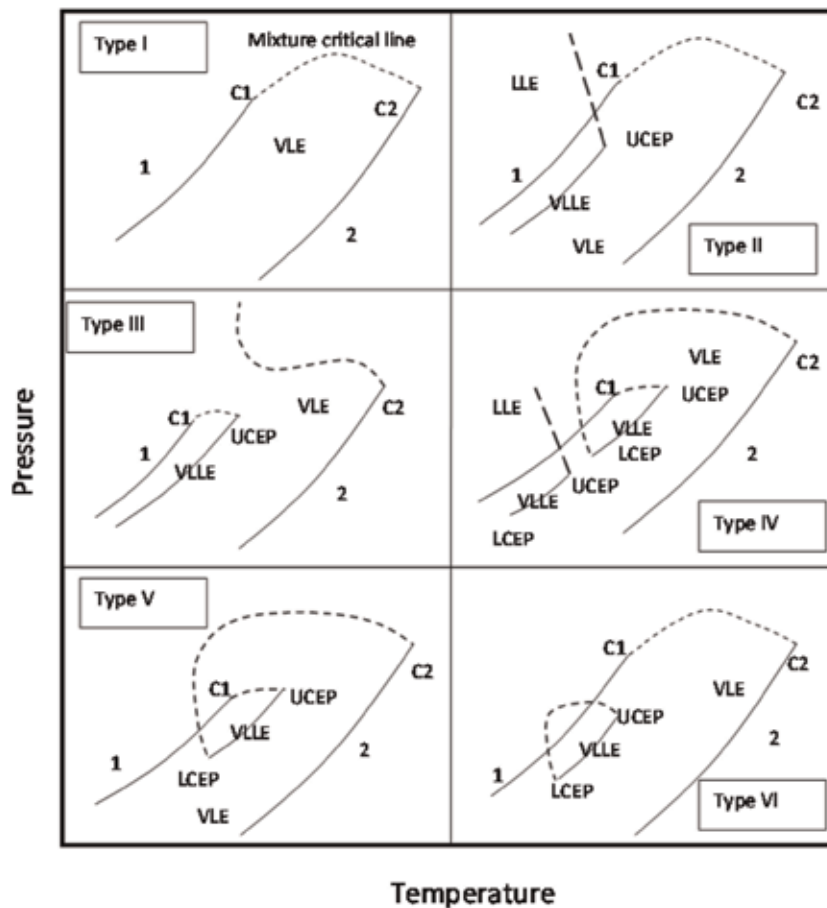 Pressure
Type I
Mixture critical line
C1
C2
VLE
1
2
LLE
C1
C2
UCEP
1
2
VLLE
VLE
Type II
Type III
C1
VLE
C2
1
UCEP
VLLE
2
VLE
C2
C1
UCEP
LLE
VLLE
LCEP
2
UCEP
VLLE
Type IV
LCEP
Type V
C1
C2
UCEP
VLLE
2
1
LCEP
VLE
C1
C2
VLE
UCEP
2
VLLE
1
LCEP
Type VI
Temperature